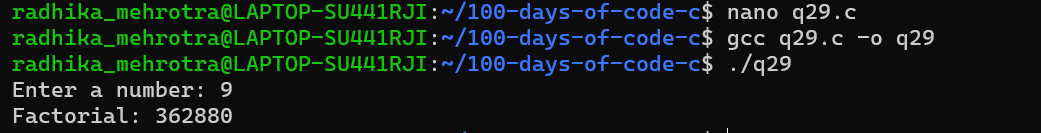 radhika_mehrotra@LAPTOP-SU441RJI:~/100-days-of-code-c$ nano q29.c
radhika_mehrotra@LAPTOP-SU441RJI:~/100-days-of-code-c$ gcc q29.c -o q29
radhika_mehrotra@LAPTOP-SU441RJI:~/100-days-of-code-c$ ./q29
Enter a number: 9
Factorial: 362880